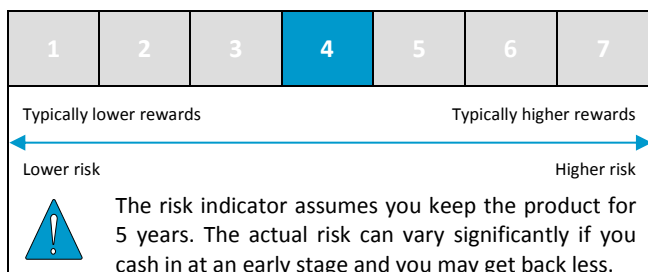 1 2 3 4 5 6 7
Typically lower rewards Typically higher rewards
Lower risk Higher risk
The risk indicator assumes you keep the product for
5 years. The actual risk can vary significantly if you
cash in at an early stage and you may get back less.